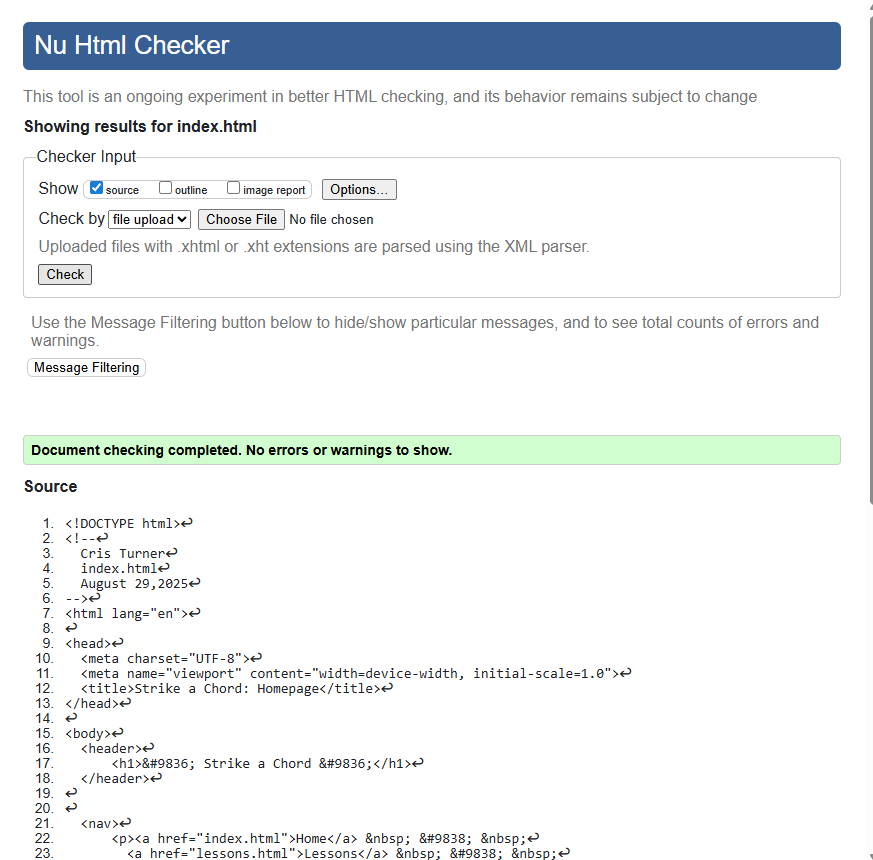 Nu Html Checker
This tool is an ongoing experiment in better HTML checking, and its behavior remains subject to change
Showing results for index.html
Checker Input
Show source outline image report Options...
Check by file upload Choose File No file chosen
Uploaded files with .xhtml or .xht extensions are parsed using the XML parser.
Check
Use the Message Filtering button below to hide/show particular messages, and to see total counts of errors and
warnings.
Message Filtering
Document checking completed. No errors or warnings to show.
Source
1. <!DOCTYPE html>↩
2. <!--↩
3.   Cris Turner↩
4.   index.html↩
5.   August 29,2025↩
6. -->↩
7. <html lang="en">↩
8. ↩
9. <head>↩
10.   <meta charset="UTF-8">↩
11.   <meta name="viewport" content="width=device-width, initial-scale=1.0">↩
12.   <title>Strike a Chord: Homepage</title>↩
13. </head>↩
14. ↩
15. <body>↩
16.   <header>↩
17.       <h1>&#9836; Strike a Chord &#9836;</h1>↩
18.   </header>↩
19. ↩
20. ↩
21.   <nav>↩
22.       <p><a href="index.html">Home</a> &nbsp; &#9838; &nbsp;↩
23.         <a href="lessons.html">Lessons</a> &nbsp; &#9838; &nbsp;↩